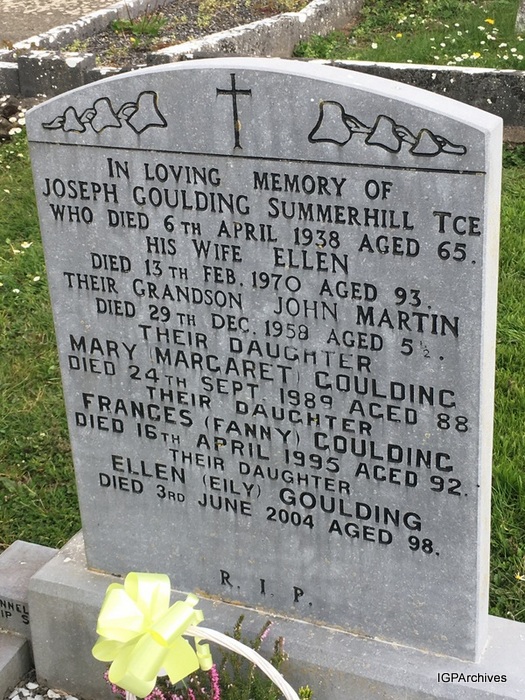 IN LOVING MEMORY OF
JOSEPH GOULDING SUMMERHILL TCE
WHO DIED 6TH APRIL 1938 AGED 65.
HIS WIFE ELLEN
DIED 13TH FEB. 1970 AGED 93.
THEIR GRANDSON JOHN MARTIN
DIED 29TH DEC. 1958 AGED 5½.
THEIR DAUGHTER
MARY (MARGARET) GOULDING
DIED 24TH SEPT. 1989 AGED 88
THEIR DAUGHTER
FRANCES (FANNY) GOULDING
DIED 16TH APRIL 1995 AGED 92.
THEIR DAUGHTER
ELLEN (EILY) GOULDING
DIED 3RD JUNE 2004 AGED 98.
R. I. P.
IGPArchives